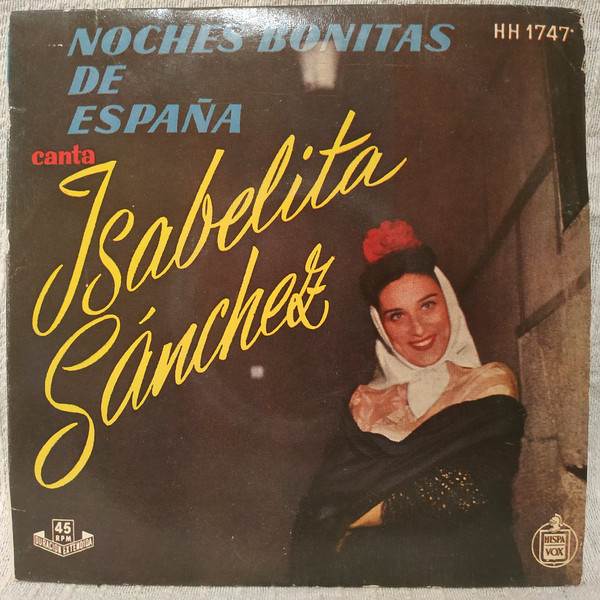 NOCHES BONITAS
HH 1747
DE
ESPAÑA
canta
Isabelita
Sánchez
45
RPM
DURACION EXTENDIDA
HISPA
VOX